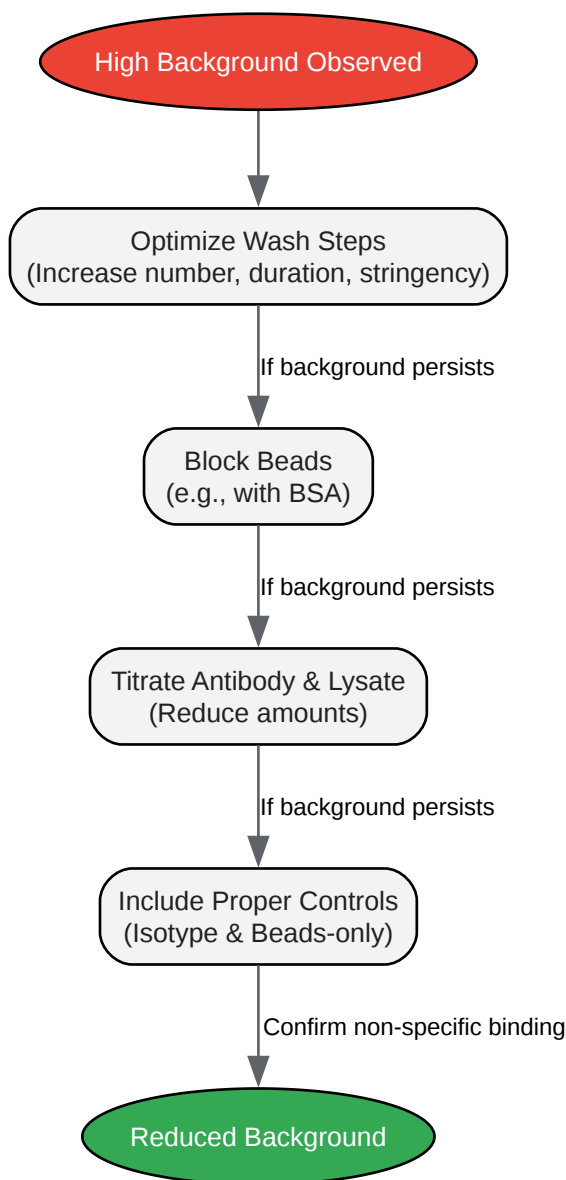 High Background Observed
Optimize Wash Steps
(Increase number, duration, stringency)
If background persists
Block Beads
(e.g., with BSA)
If background persists
Titrate Antibody & Lysate
(Reduce amounts)
If background persists
Include Proper Controls
(Isotype & Beads-only)
Confirm non-specific binding
Reduced Background